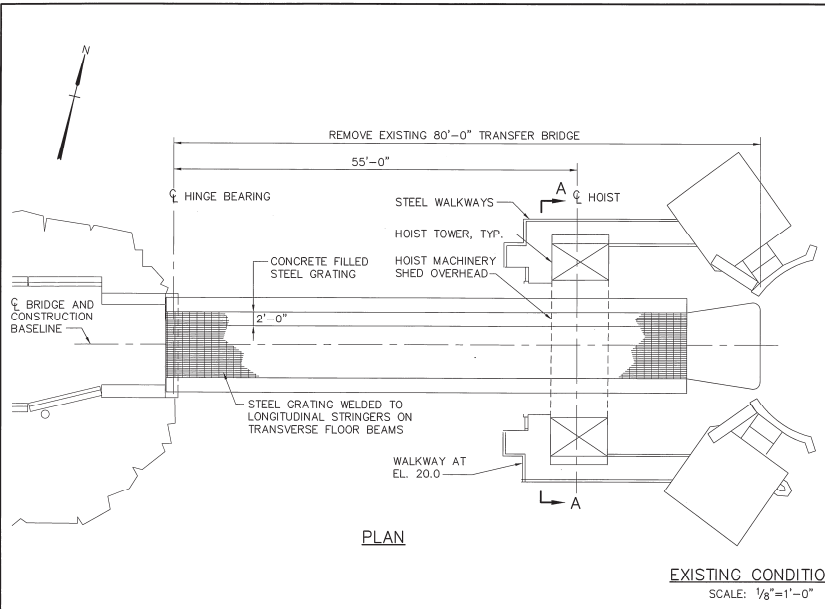 N
REMOVE EXISTING 80'-0" TRANSFER BRIDGE
55'-0"
℄ HINGE BEARING
A
℄ HOIST
STEEL WALKWAYS
HOIST TOWER, TYP.
HOIST MACHINERY
SHED OVERHEAD
CONCRETE FILLED
STEEL GRATING
℄ BRIDGE AND
CONSTRUCTION
BASELINE
2'-0"
STEEL GRATING WELDED TO
LONGITUDINAL STRINGERS ON
TRANSVERSE FLOOR BEAMS
WALKWAY AT
EL. 20.0
A
PLAN
EXISTING CONDITIO
SCALE: 1/8"=1'-0"